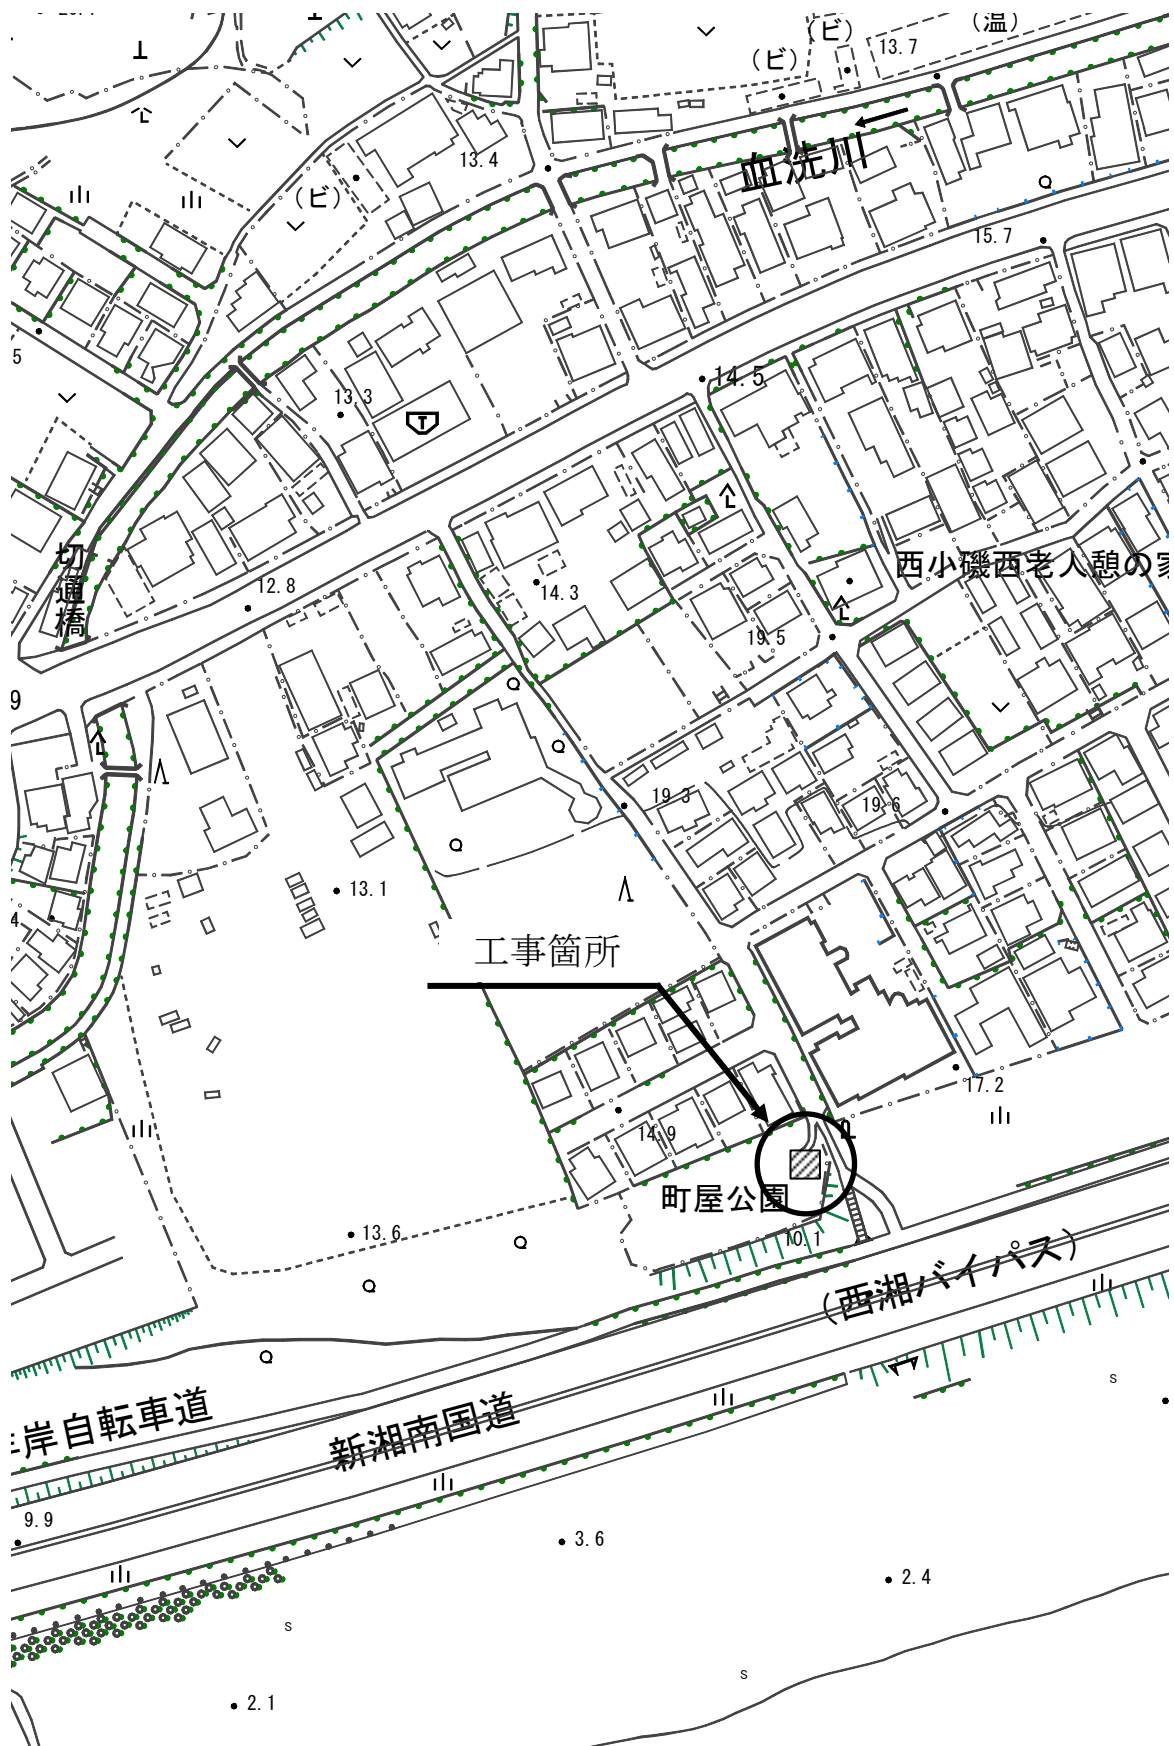 (温)
(ビ)
13.7
(ビ)
13.4
血洗川
(ビ)
15.7
5
14.5
13.3
切通橋
西小磯西老人憩の家
12.8
14.3
19.5
9
19.3
19.6
13.1
4
工事箇所
17.2
14.9
町屋公園
13.6
10.1
(西湘バイパス)
s
岸自転車道
新湘南国道
9.9
3.6
2.4
s
s
2.1